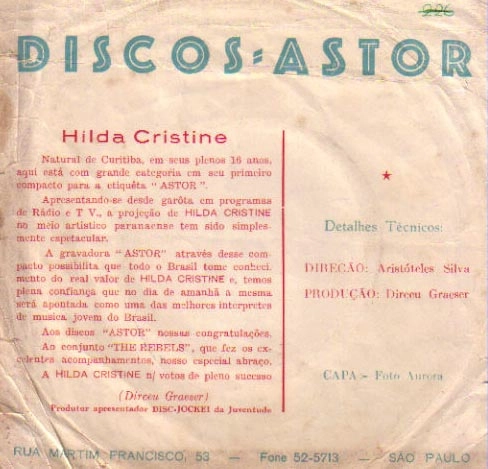 226
DISCOS=ASTOR
Hilda Cristine
Natural de Curitiba, em seus plenos 16 anos,
aqui está com grande categoria em seu primeiro
compacto para a etiquêta "ASTOR".
Apresentando-se desde garôta em programas
de Rádio e T V., a projeção de HILDA CRISTINE
no meio artistico paranaense tem sido simples-
mente espetacular.
A gravadora "ASTOR" através desse com-
pacto possibilita que todo o Brasil tome conheci-
mento do real valor de HILDA CRISTINE e, temos
plena confiança que no dia de amanhã a mesma
será apontada como uma das melhores interpretes
de musica jovem do Brasil.
Aos discos "ASTOR" nossas congratulações.
Ao conjunto "THE REBELS", que fez os ex-
celentes acompanhamentos, nosso especial abraço.
A HILDA CRISTINE n/ votos de pleno sucesso
(Dirceu Graeser)
Produtor apresentador DISC-JOCKEI da Juventude
Detalhes Técnicos:
DIRECÃO: Aristóteles Silva
PRODUÇÃO: Dirceu Graeser
CAPA - Foto Aurora
RUA MARTIM FRANCISCO, 53 — Fone 52-5713 — SÃO PAULO